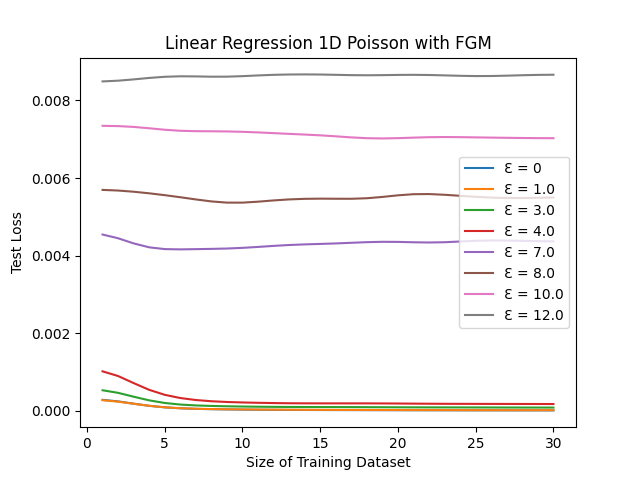 Linear Regression 1D Poisson with FGM
Test Loss
0.008
0.006
0.004
0.002
0.000
0
5
10
15
20
25
30
Size of Training Dataset
Ɛ = 0
Ɛ = 1.0
Ɛ = 3.0
Ɛ = 4.0
Ɛ = 7.0
Ɛ = 8.0
Ɛ = 10.0
Ɛ = 12.0